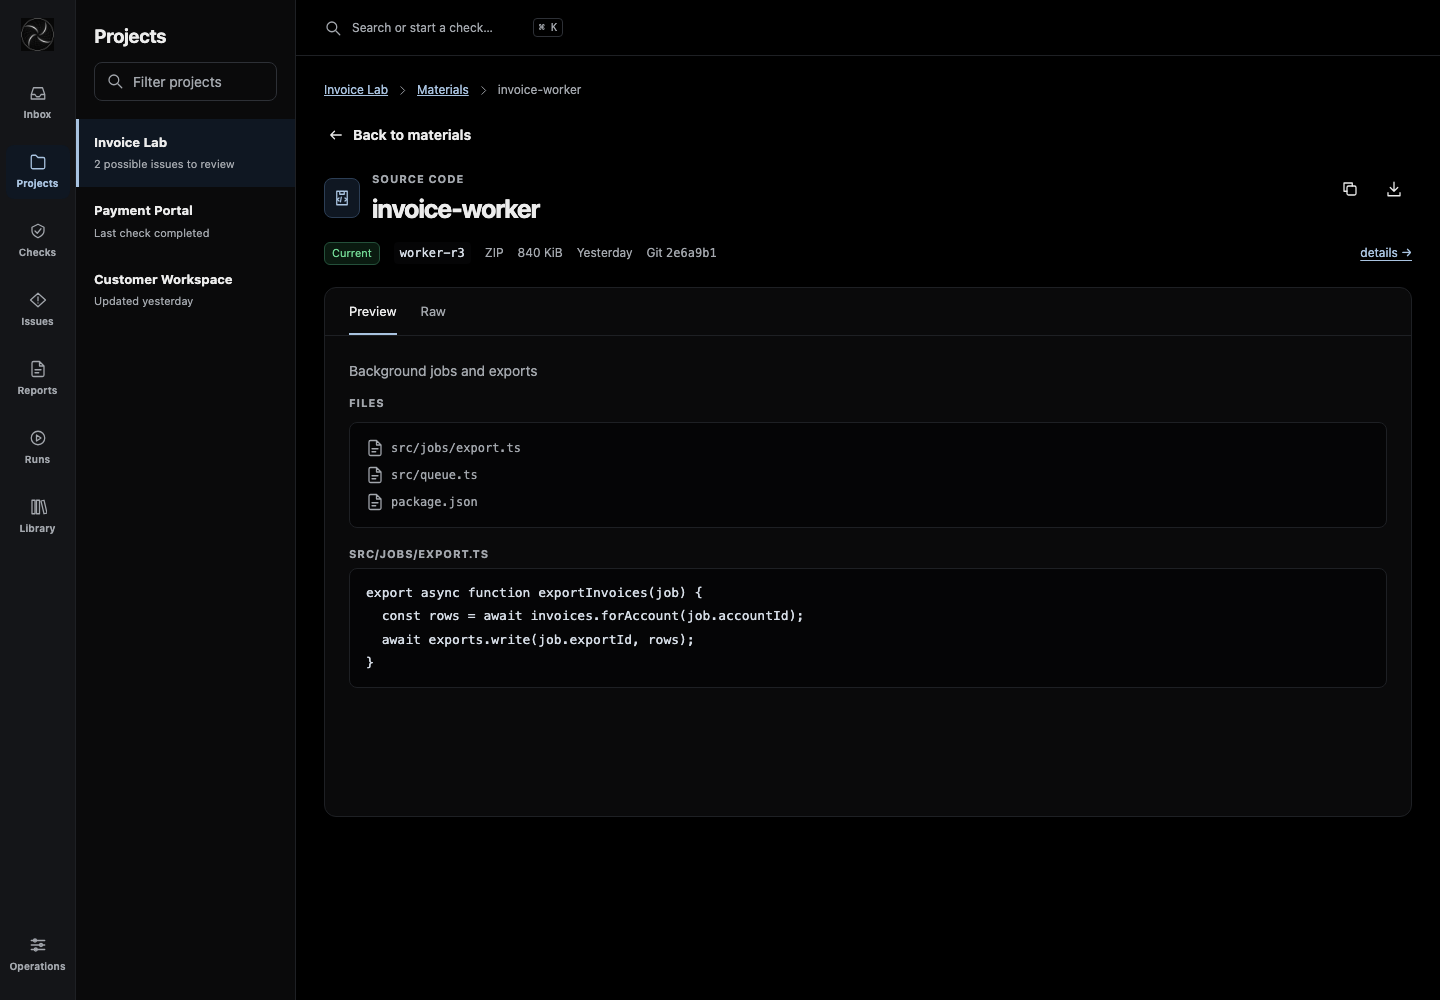 Inbox
Projects
Checks
Issues
Reports
Runs
Library
Operations
Projects
Filter projects
Invoice Lab
2 possible issues to review
Payment Portal
Last check completed
Customer Workspace
Updated yesterday
Search or start a check... ⌘ K
Invoice Lab > Materials > invoice-worker
← Back to materials
SOURCE CODE
invoice-worker
Current worker-r3 ZIP 840 KiB Yesterday Git 2e6a9b1 details →
Preview Raw
Background jobs and exports
FILES
src/jobs/export.ts
src/queue.ts
package.json
SRC/JOBS/EXPORT.TS
export async function exportInvoices(job) {
  const rows = await invoices.forAccount(job.accountId);
  await exports.write(job.exportId, rows);
}